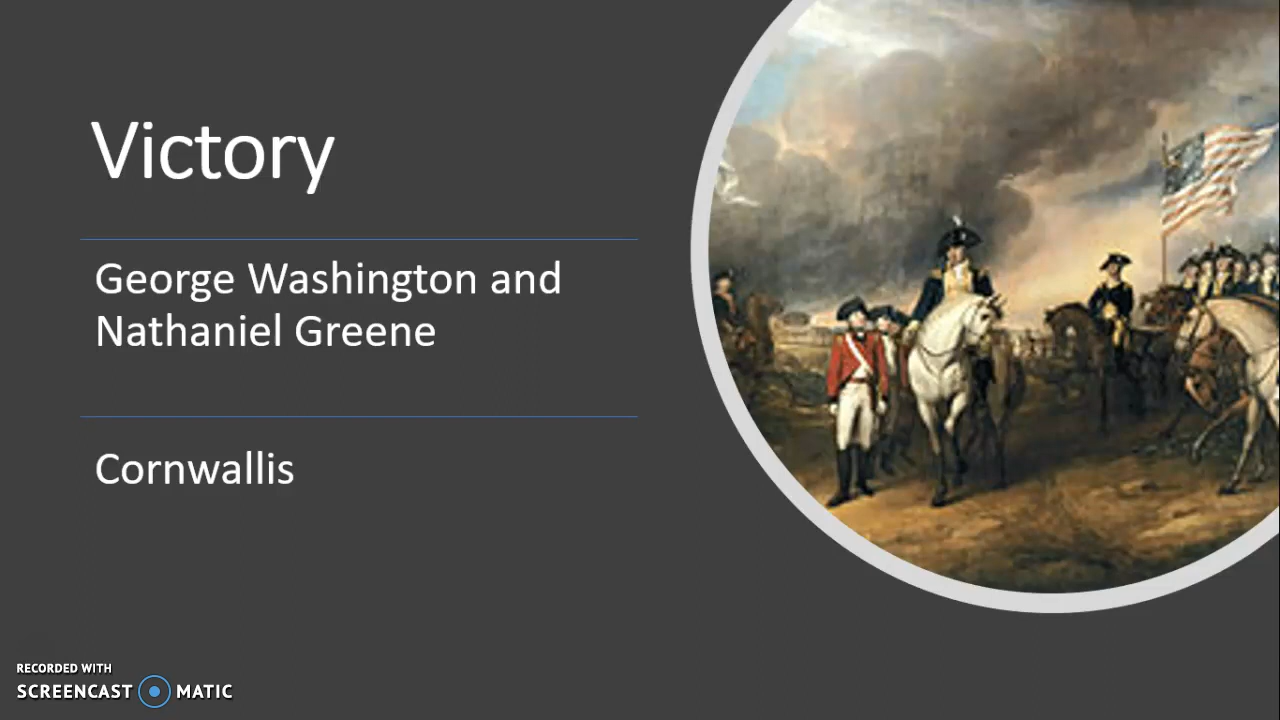 Victory
George Washington and
Nathaniel Greene
Cornwallis
RECORDED WITH
SCREENCAST MATIC